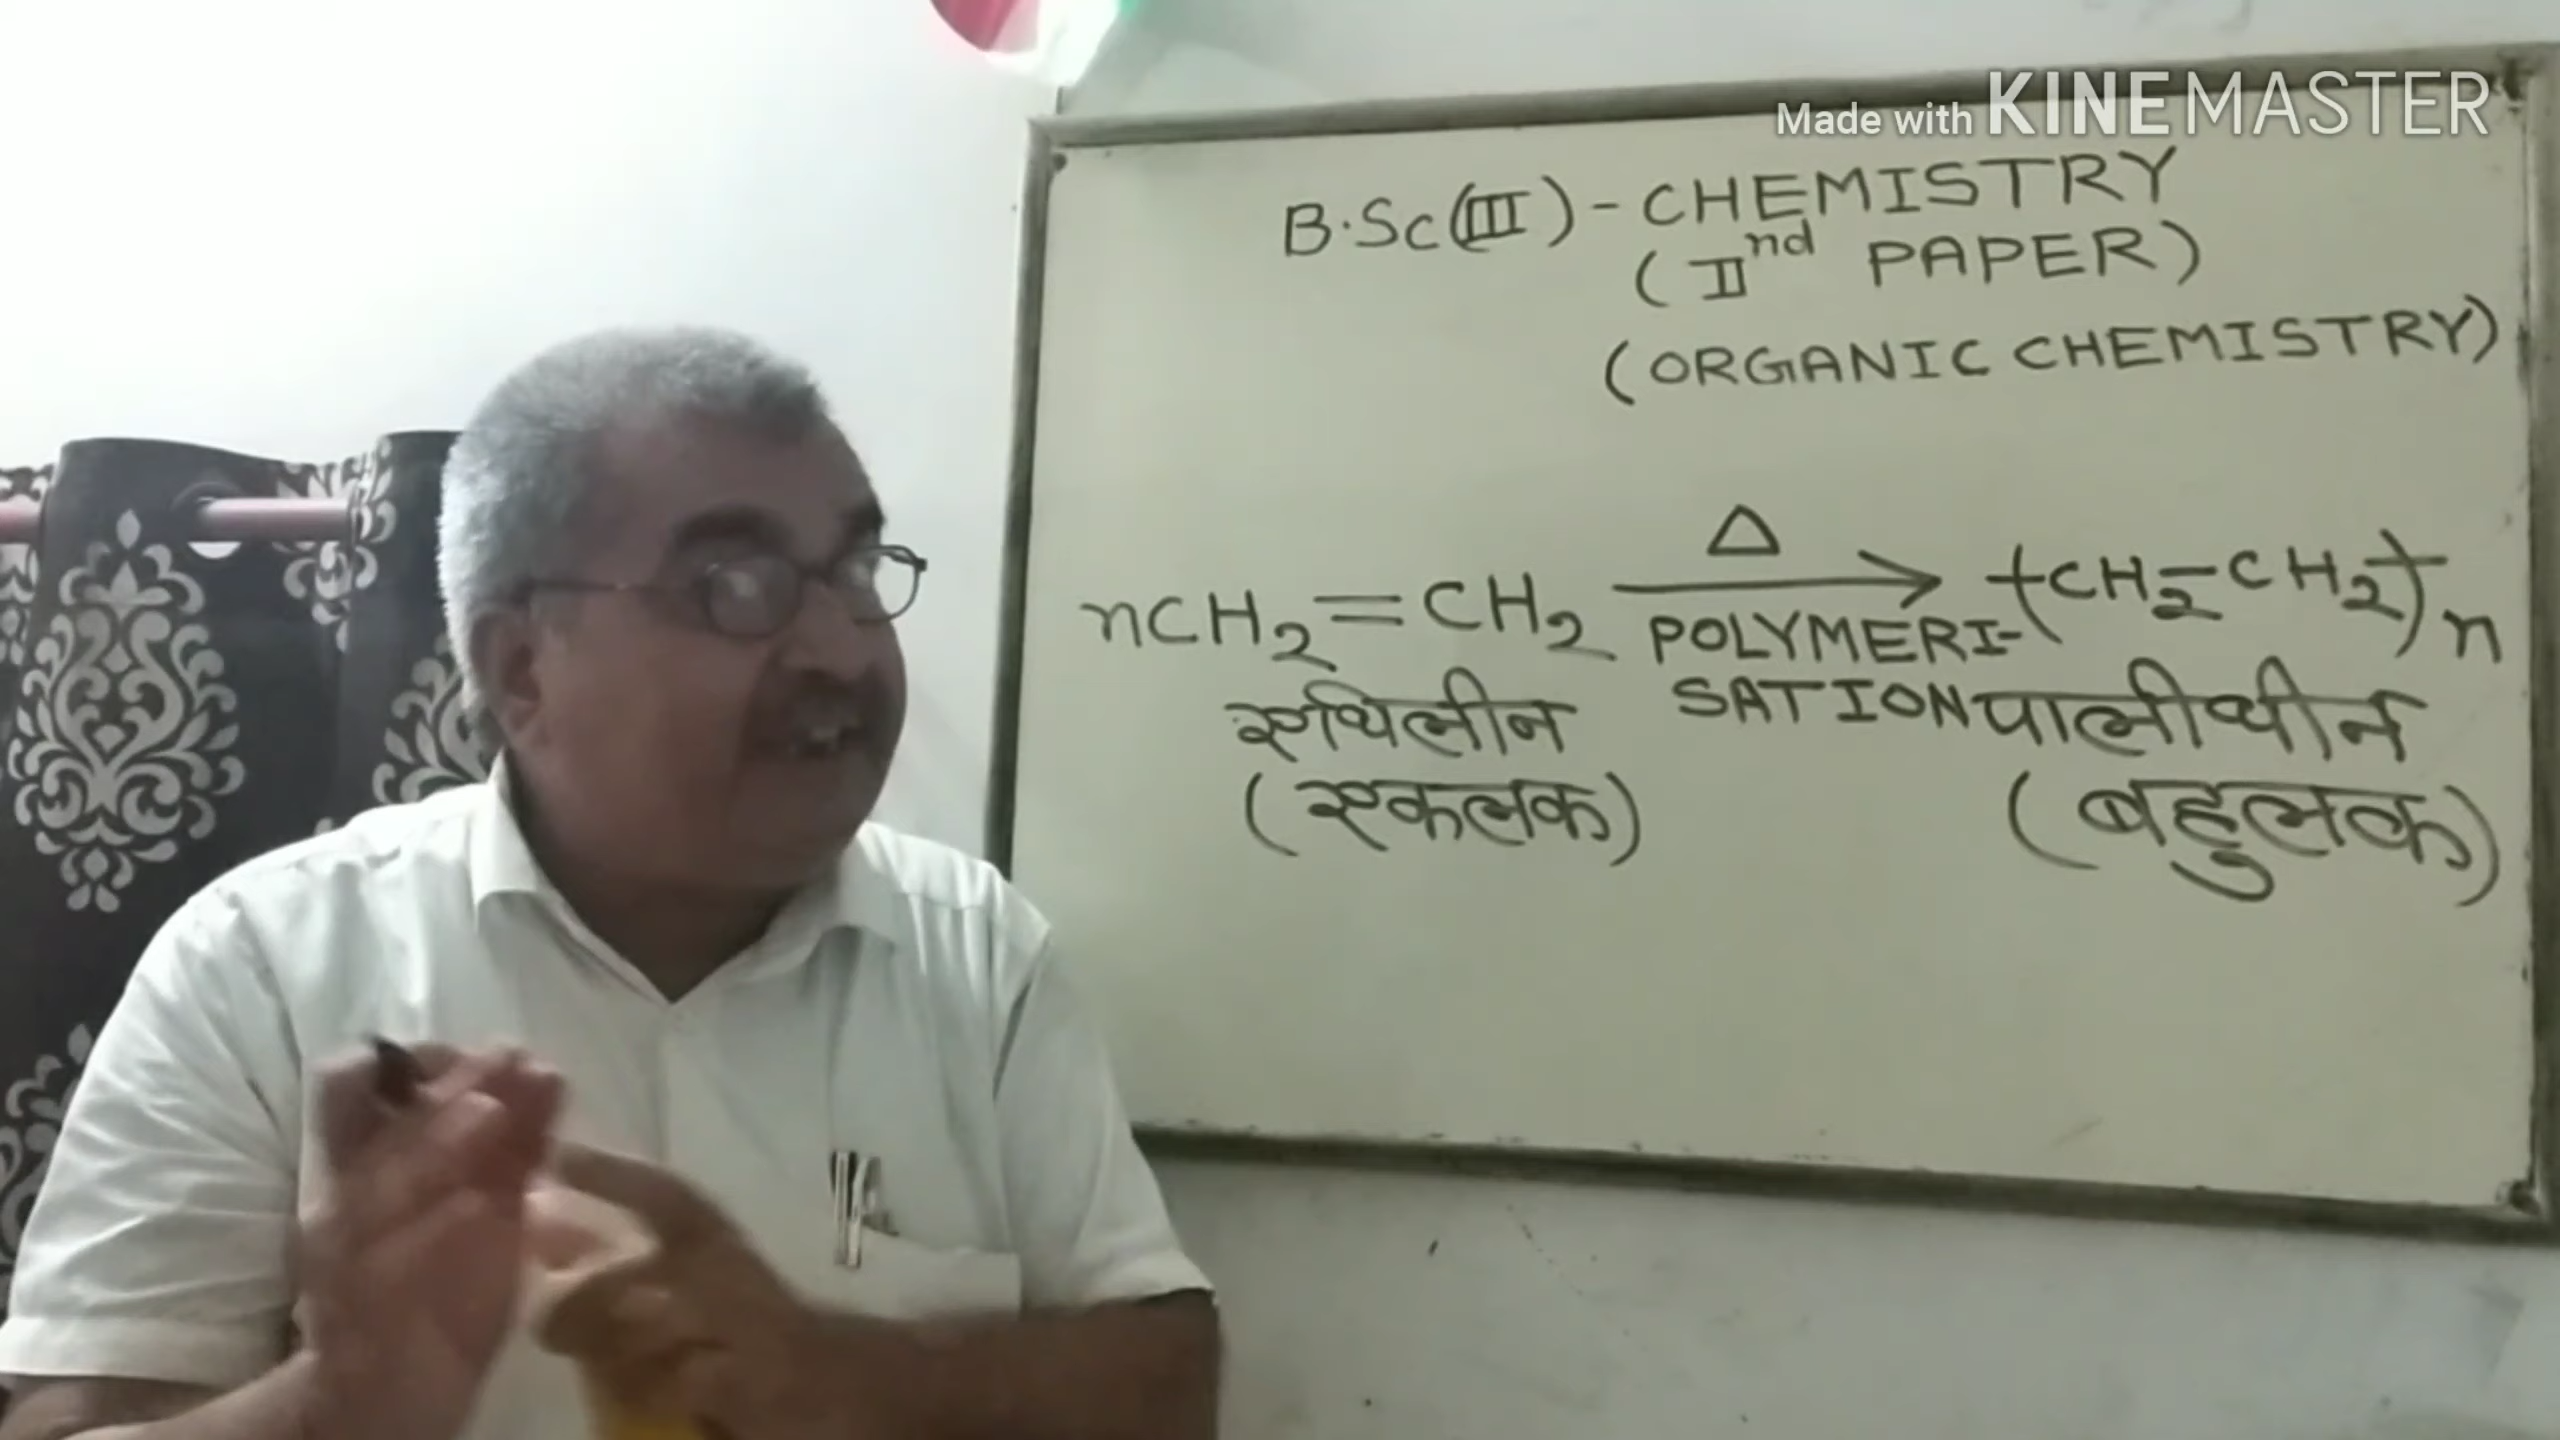 Made with KINEMASTER
B.Sc(III)-CHEMISTRY
(IInd PAPER)
(ORGANIC CHEMISTRY)
nCH2=CH2 Δ→ (CH2-CH2)n
POLYMERI-
SATION
एथिलीन पालीथीन
(एकलक) (बहुलक)